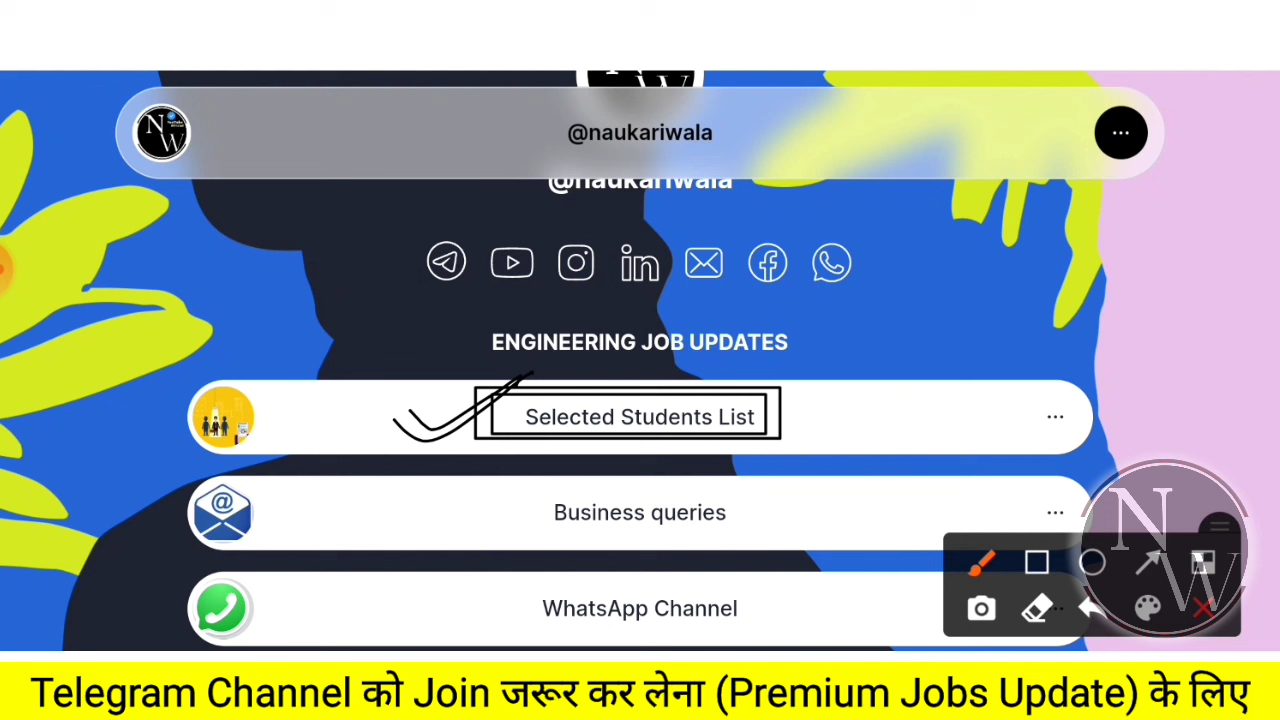 N W
@naukariwala
@naukariwala
ENGINEERING JOB UPDATES
Selected Students List
Business queries
WhatsApp Channel
N W
Telegram Channel को Join जरूर कर लेना (Premium Jobs Update) के लिए